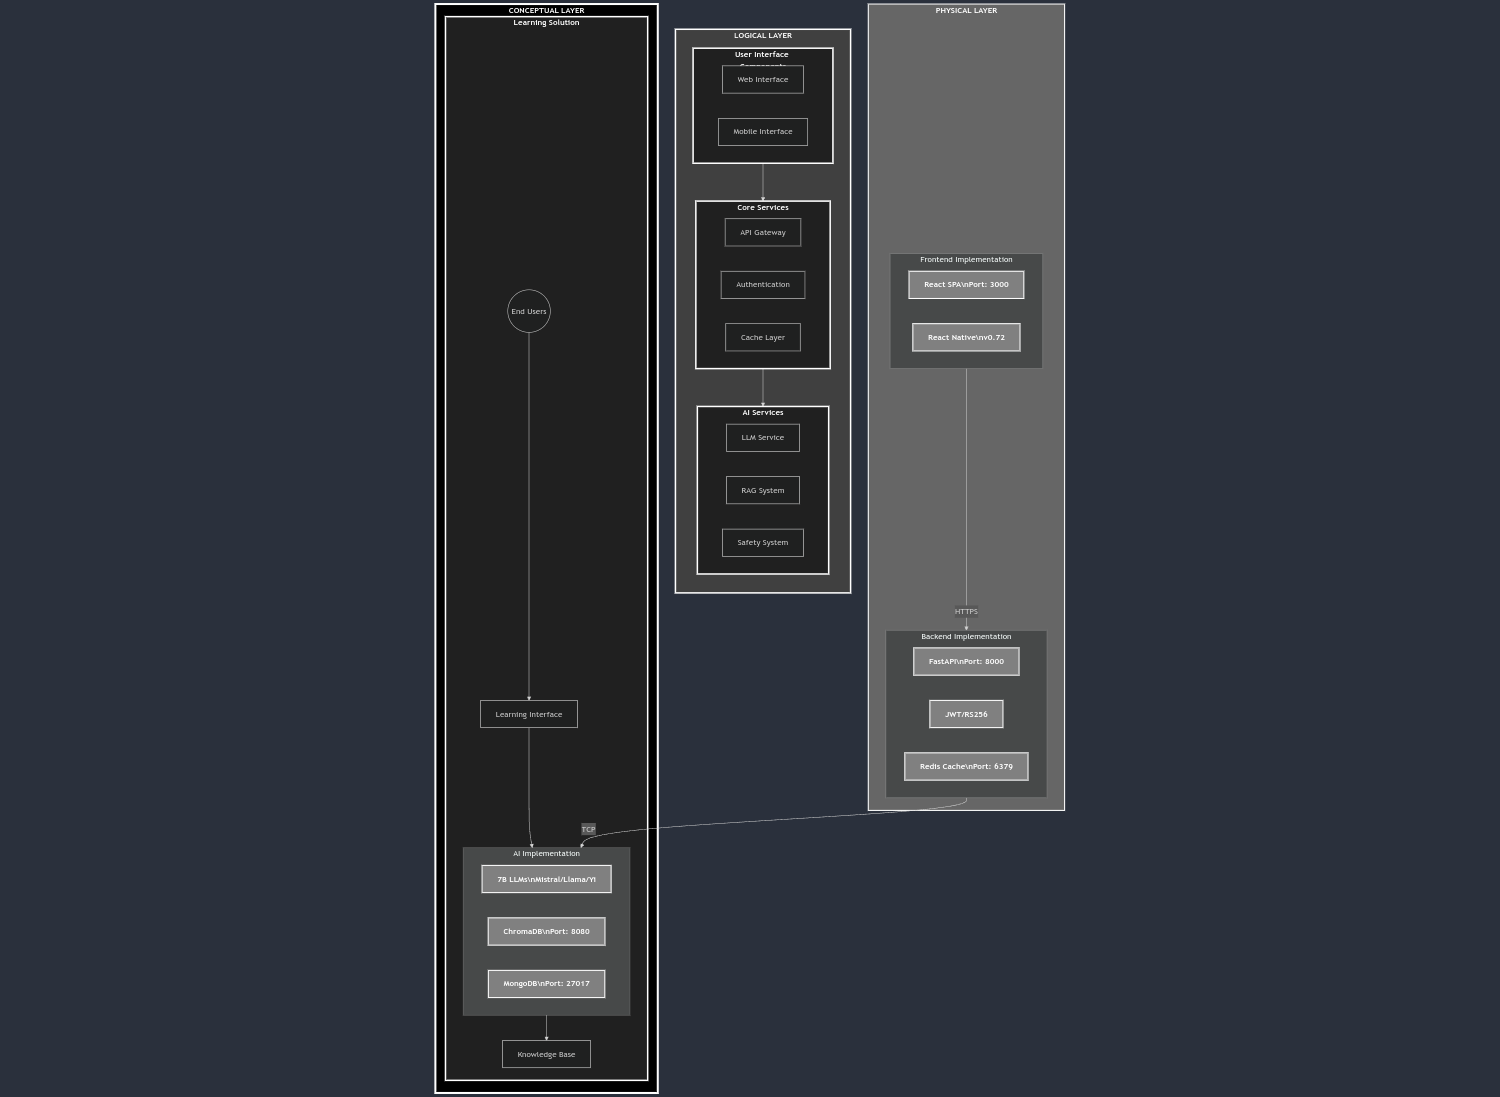 CONCEPTUAL LAYER
Learning Solution
End Users
Learning Interface
TCP
AI Implementation
7B LLMs\nMistral/Llama/Yi
ChromaDB\nPort: 8080
MongoDB\nPort: 27017
Knowledge Base
LOGICAL LAYER
User Interface
Web Interface
Mobile Interface
Core Services
API Gateway
Authentication
Cache Layer
AI Services
LLM Service
RAG System
Safety System
PHYSICAL LAYER
Frontend Implementation
React SPA\nPort: 3000
React Native\nv0.72
HTTPS
Backend Implementation
FastAPI\nPort: 8000
JWT/RS256
Redis Cache\nPort: 6379